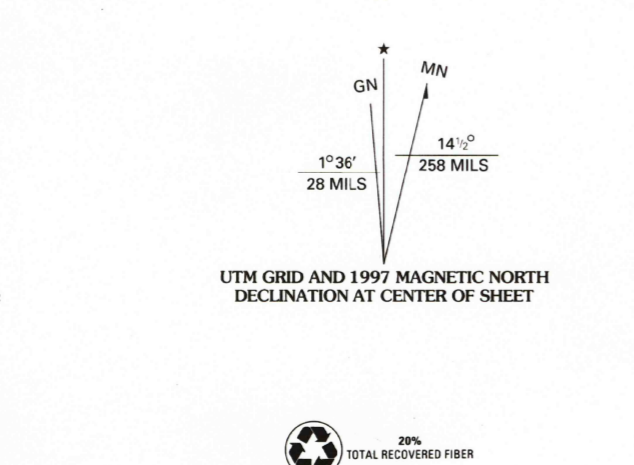 ★
GN
MN
1°36′
28 MILS
14½°
258 MILS
UTM GRID AND 1997 MAGNETIC NORTH
DECLINATION AT CENTER OF SHEET
20%
TOTAL RECOVERED FIBER